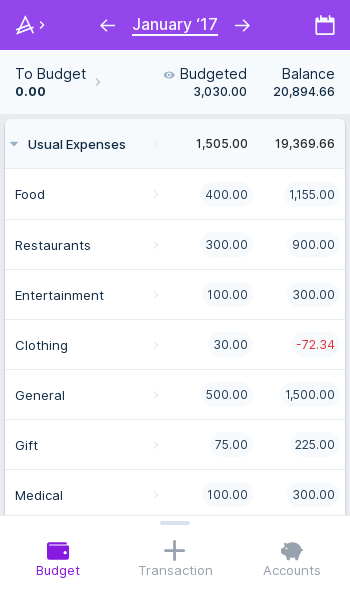 January ‘17
To Budget Budgeted Balance
0.00 3,030.00 20,894.66
Usual Expenses 1,505.00 19,369.66
Food 400.00 1,155.00
Restaurants 300.00 900.00
Entertainment 100.00 300.00
Clothing 30.00 -72.34
General 500.00 1,500.00
Gift 75.00 225.00
Medical 100.00 300.00
Budget Transaction Accounts